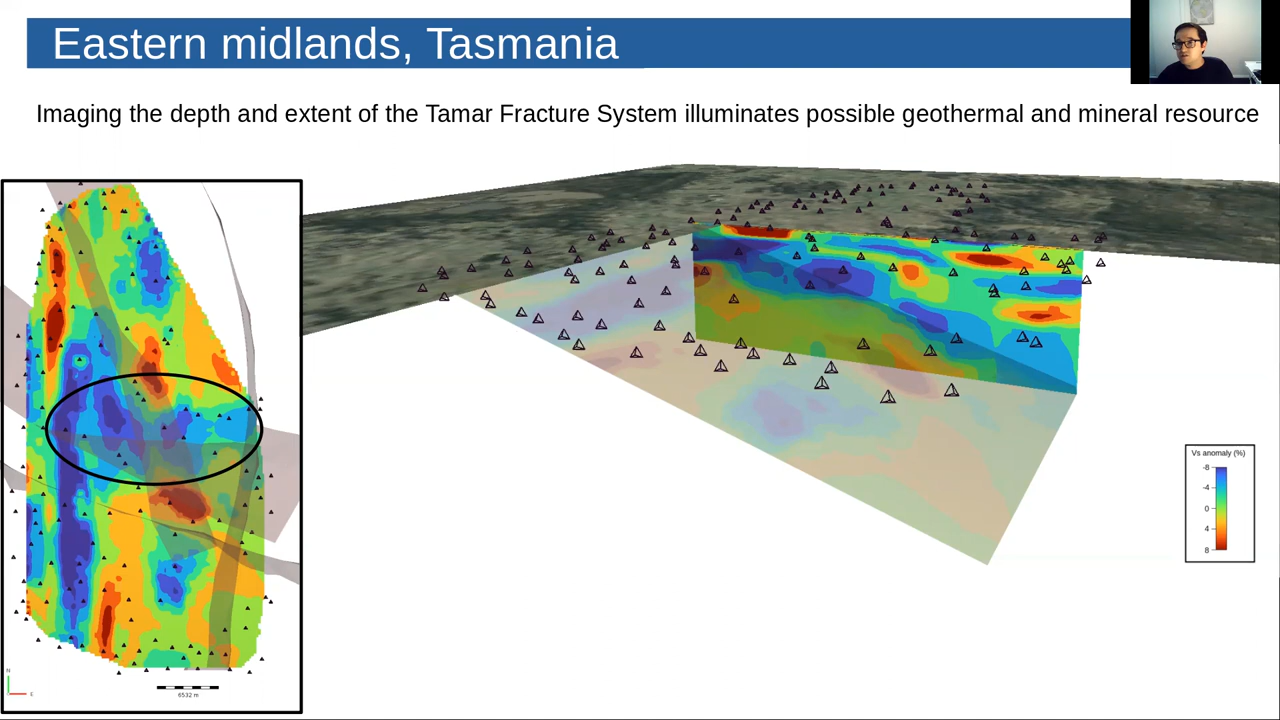 Eastern midlands, Tasmania
Imaging the depth and extent of the Tamar Fracture System illuminates possible geothermal and mineral resource
N
E
6532 m
Vs anomaly (%)
-8
-4
0
4
8